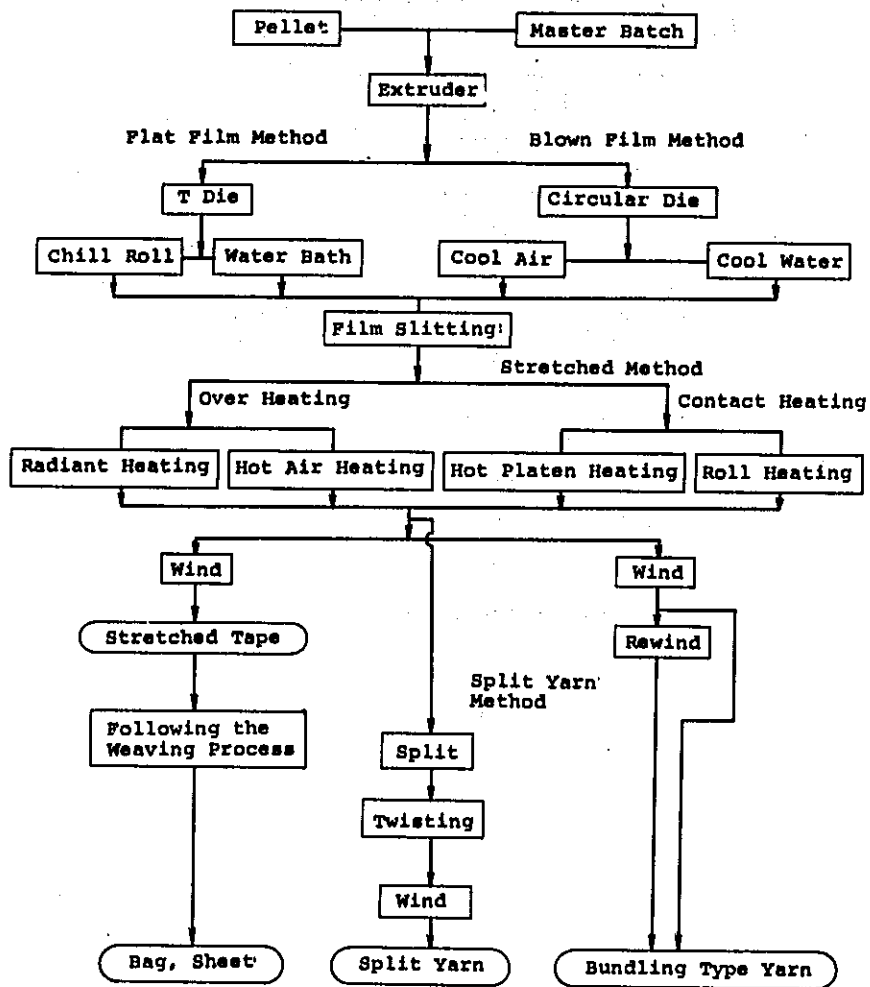 Pellet
Master Batch
Extruder
Flat Film Method
Blown Film Method
T Die
Circular Die
Chill Roll
Water Bath
Cool Air
Cool Water
Film Slitting
Stretched Method
Over Heating
Contact Heating
Radiant Heating
Hot Air Heating
Hot Platen Heating
Roll Heating
Wind
Wind
Stretched Tape
Rewind
Split Yarn
Method
Following the
Weaving Process
Split
Twisting
Wind
Bag, Sheet
Split Yarn
Bundling Type Yarn